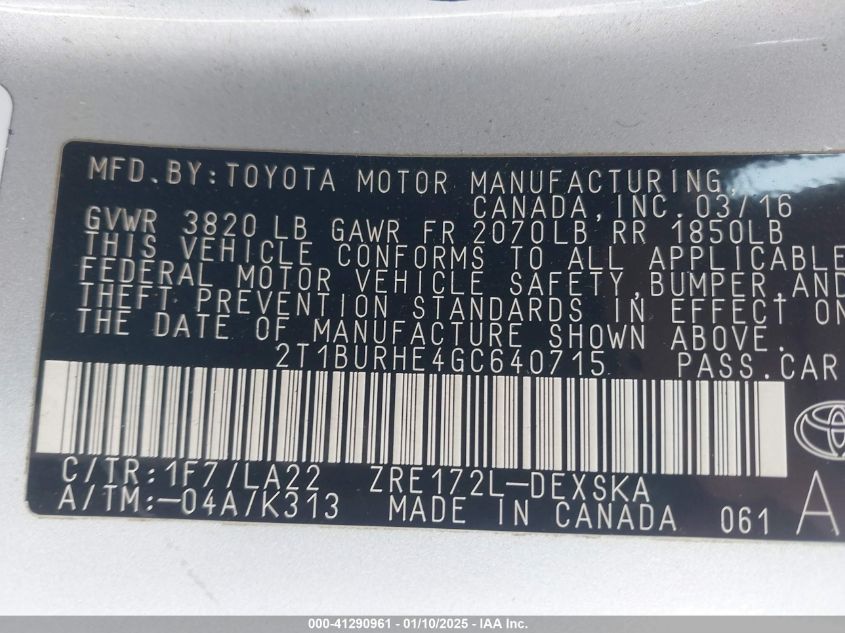 MFD.BY:TOYOTA MOTOR MANUFACTURING,
CANADA,INC.03/16
GVWR 3820 LB GAWR FR 2070LB RR 1850LB
THIS VEHICLE CONFORMS TO ALL APPLICABLE
FEDERAL MOTOR VEHICLE SAFETY,BUMPER,AND
THEFT PREVENTION STANDARDS IN EFFECT ON
THE DATE OF MANUFACTURE SHOWN ABOVE.
2T1BURHE4GC640715 PASS.CAR
C/TR:1F7/LA22 ZRE172L-DEXSKA
A/TM:-04A/K313 MADE IN CANADA 061 A
000-41290961 - 01/10/2025 - IAA Inc.